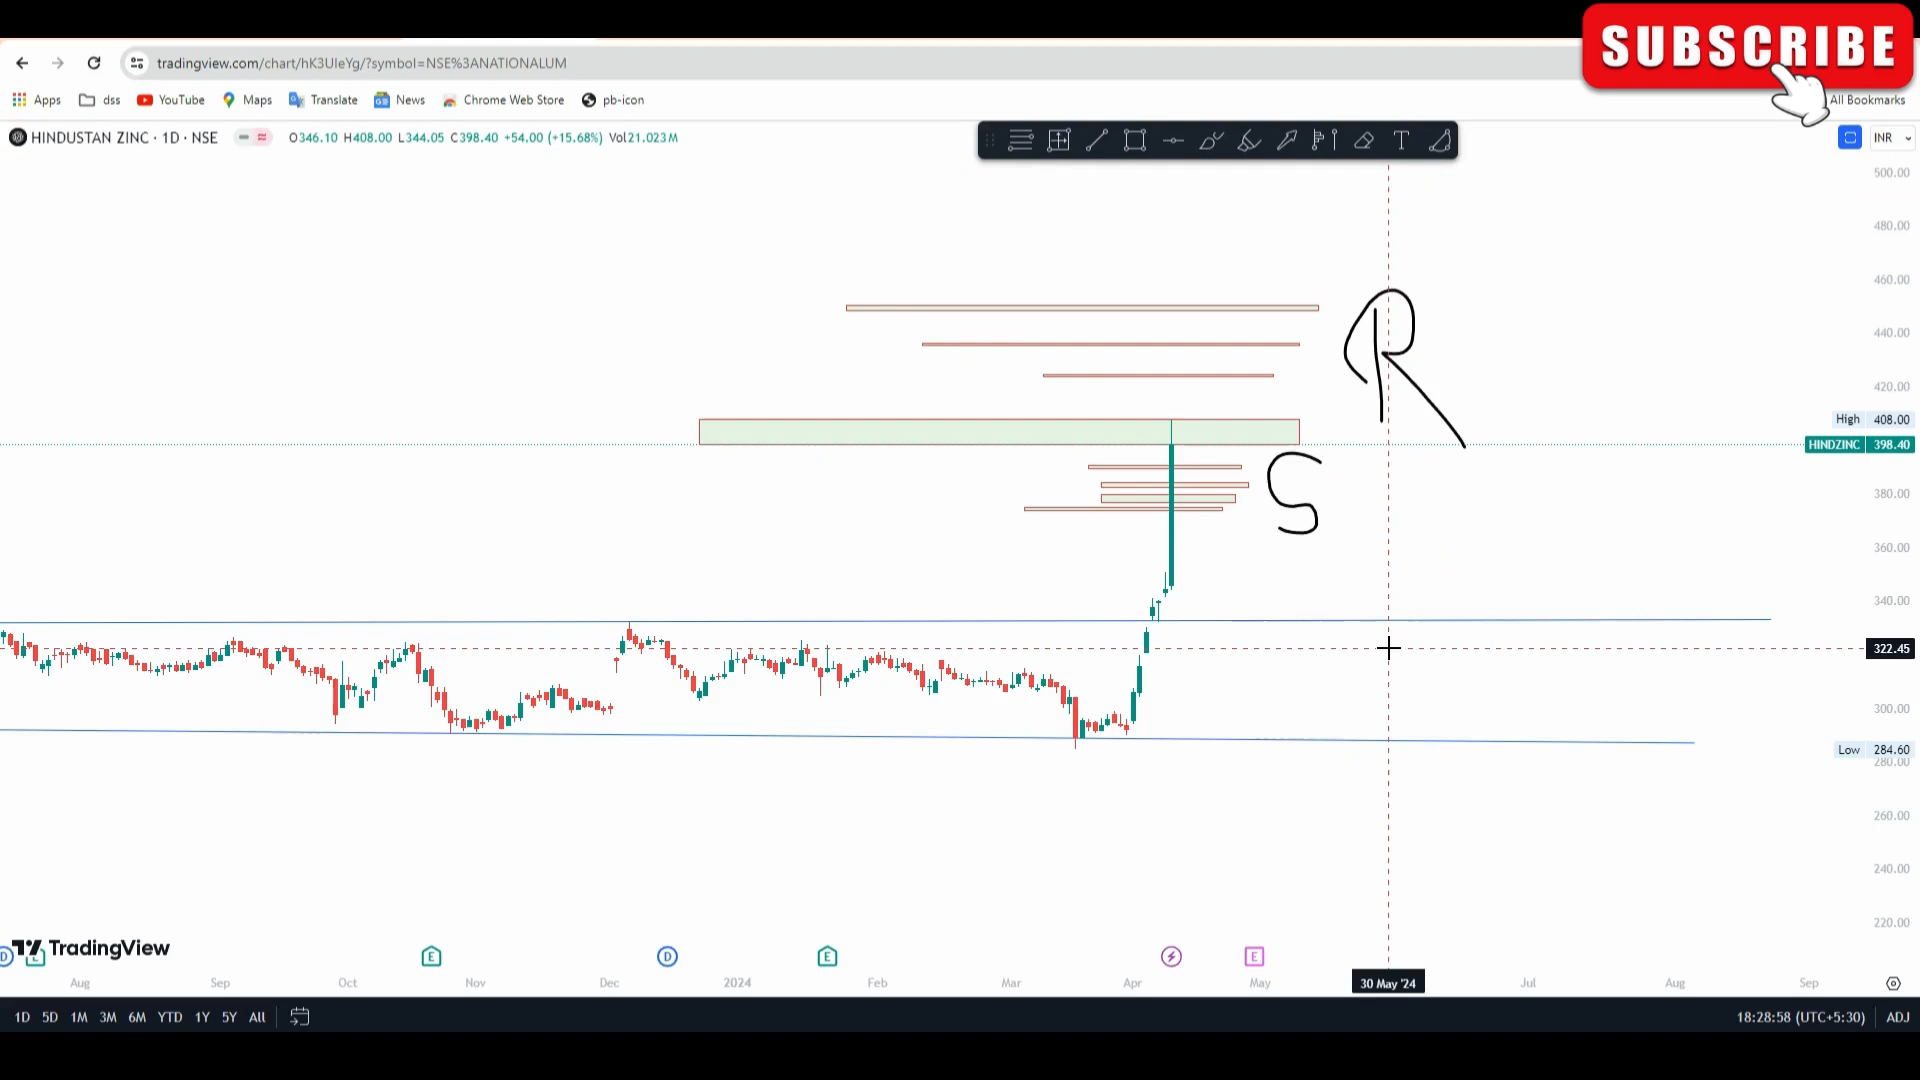 SUBSCRIBE
tradingview.com/chart/hK3UIeYg/?symbol=NSE%3ANATIONALUM
Apps dss YouTube Maps Translate News Chrome Web Store pb-icon All Bookmarks
HINDUSTAN ZINC · 1D · NSE O346.10 H408.00 L344.05 C398.40 +54.00 (+15.68%) Vol21.023M
INR
500.00
480.00
460.00
440.00
420.00
High 408.00
HINDZINC 398.40
380.00
360.00
340.00
322.45
300.00
Low 284.60
280.00
260.00
240.00
220.00
R
S
TradingView
D E E D E E
Aug Sep Oct Nov Dec 2024 Feb Mar Apr May 30 May '24 Jul Aug Sep
1D 5D 1M 3M 6M YTD 1Y 5Y All 18:28:58 (UTC+5:30) ADJ